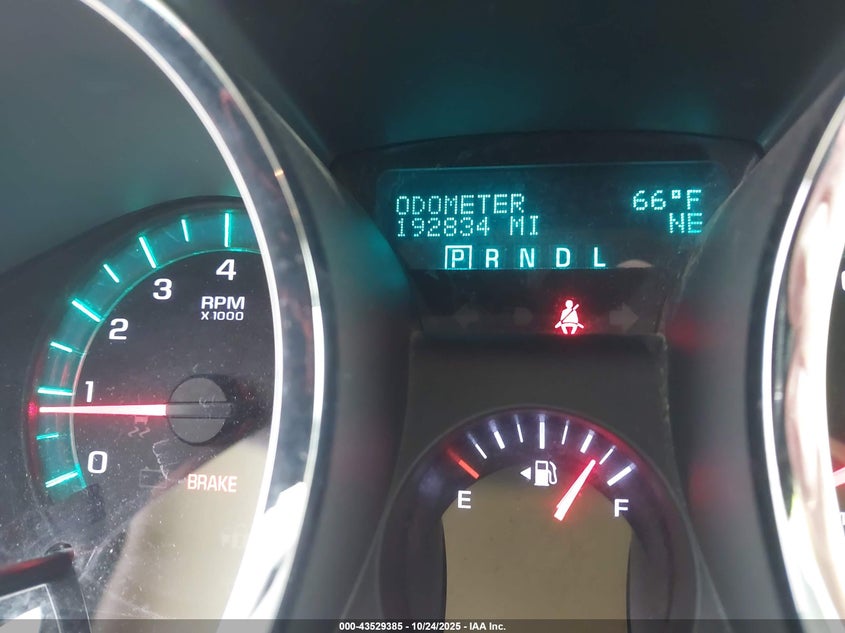 ODOMETER 66°F
192834 MI NE
P R N D L
4
3
2
1
0
RPM
X1000
BRAKE
E
F
000-43529385 - 10/24/2025 - IAA Inc.